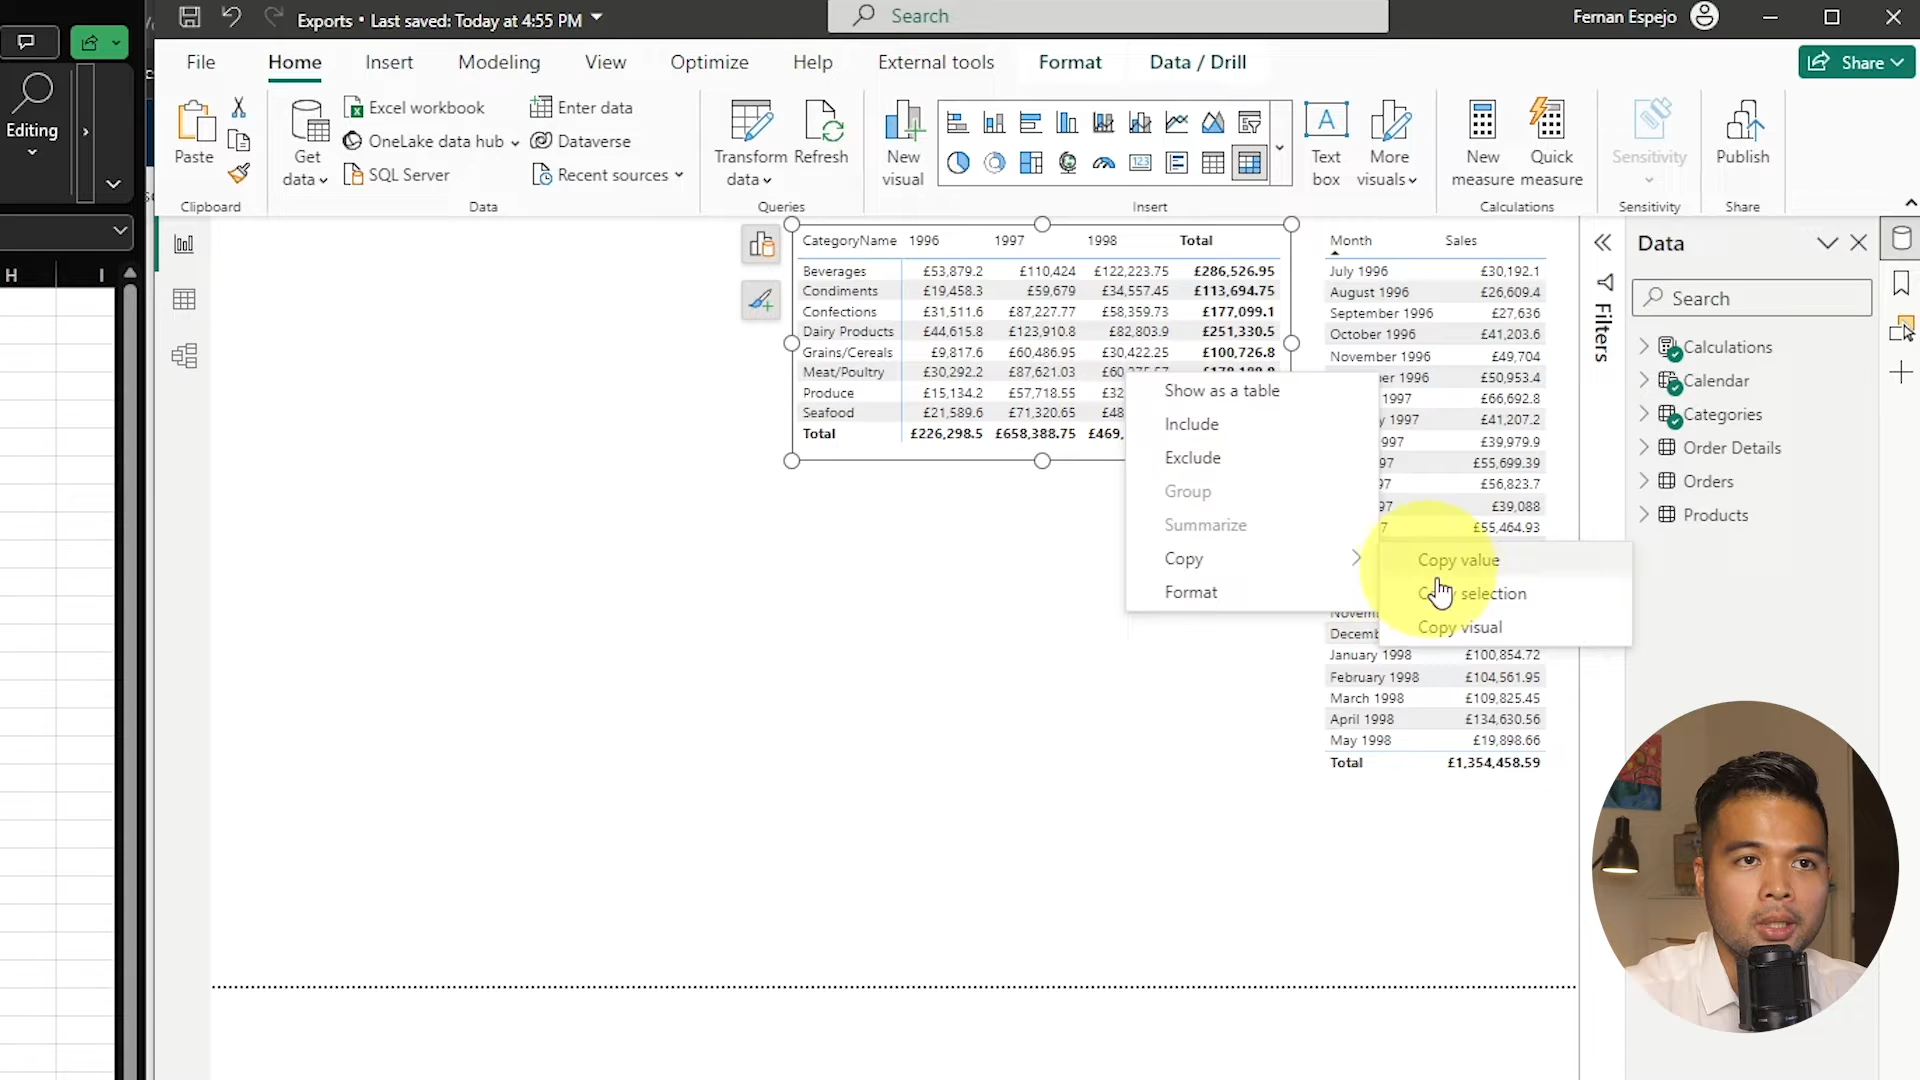 Exports • Last saved: Today at 4:55 PM
Search
Fernan Espejo
File
Home
Insert
Modeling
View
Optimize
Help
External tools
Format
Data / Drill
Share
Editing
Paste
Clipboard
Get data
Excel workbook
OneLake data hub
SQL Server
Enter data
Dataverse
Recent sources
Data
Transform data
Refresh
Queries
New visual
Insert
Text box
More visuals
New measure
Quick measure
Calculations
Sensitivity
Sensitivity
Publish
Share
H I
CategoryName 1996 1997 1998 Total
Beverages £53,879.2 £110,424 £122,223.75 £286,526.95
Condiments £19,458.3 £59,679 £34,557.45 £113,694.75
Confections £31,511.6 £87,227.77 £58,359.73 £177,099.1
Dairy Products £44,615.8 £123,910.8 £82,803.9 £251,330.5
Grains/Cereals £9,817.6 £60,486.95 £30,422.25 £100,726.8
Meat/Poultry £30,292.2 £87,621.03
Produce £15,134.2 £57,718.55 £32
Seafood £21,589.6 £71,320.65 £48
Total £226,298.5 £658,388.75 £469,
Show as a table
Include
Exclude
Group
Summarize
Copy
Format
Copy value
selection
Copy visual
Month Sales
July 1996 £30,192.1
August 1996 £26,609.4
September 1996 £27,636
October 1996 £41,203.6
November 1996 £49,704
er 1996 £50,953.4
1997 £66,692.8
y 1997 £41,207.2
997 £39,979.9
97 £55,699.39
97 £56,823.7
97 £39,088
7 £55,464.93
Decemb
January 1998 £100,854.72
February 1998 £104,561.95
March 1998 £109,825.45
April 1998 £134,630.56
May 1998 £19,898.66
Total £1,354,458.59
Filters
Data
Search
Calculations
Calendar
Categories
Order Details
Orders
Products